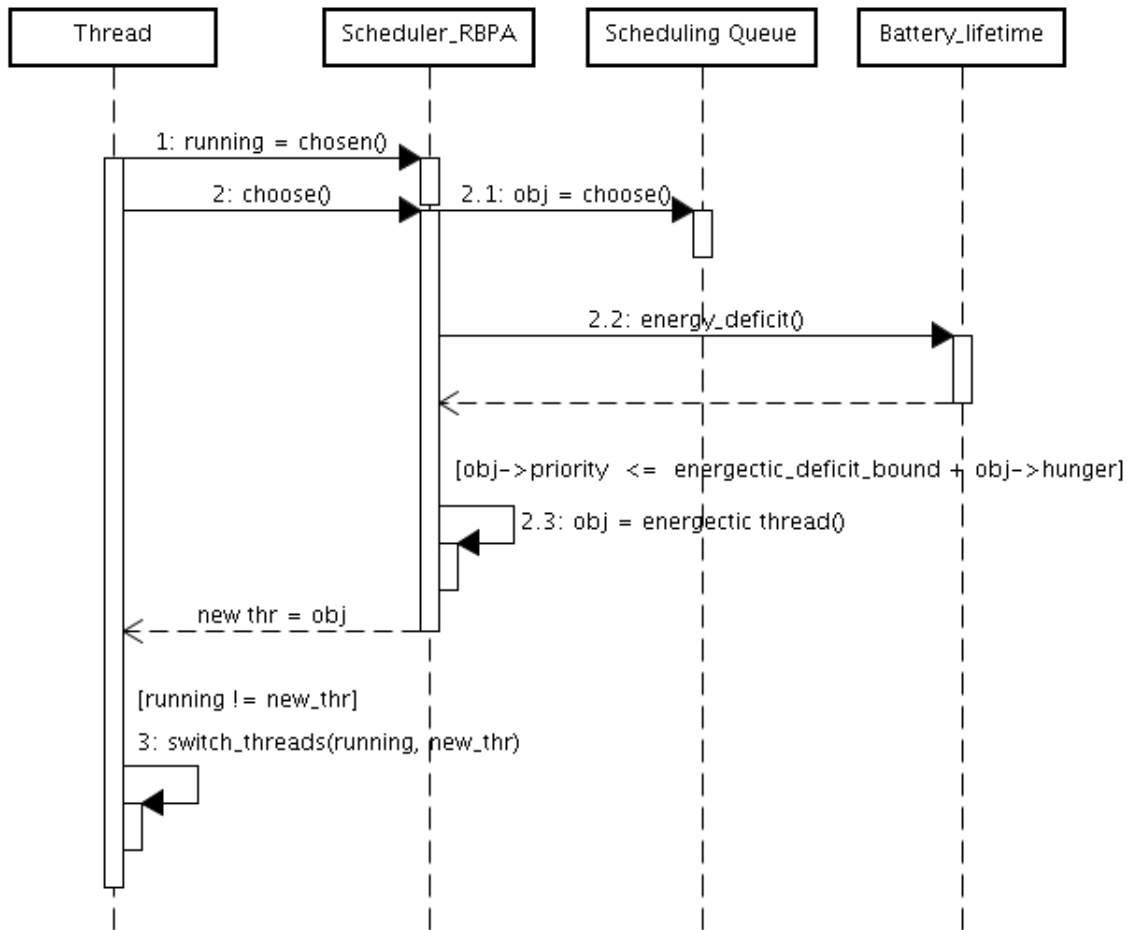 Thread
Scheduler_RBPA
Scheduling Queue
Battery_lifetime
1: running = chosen()
2: choose()
2.1: obj = choose()
2.2: energy_deficit()
[obj->priority <= energectic_deficit_bound + obj->hunger]
2.3: obj = energectic thread()
new thr = obj
[running != new_thr]
3: switch_threads(running, new_thr)